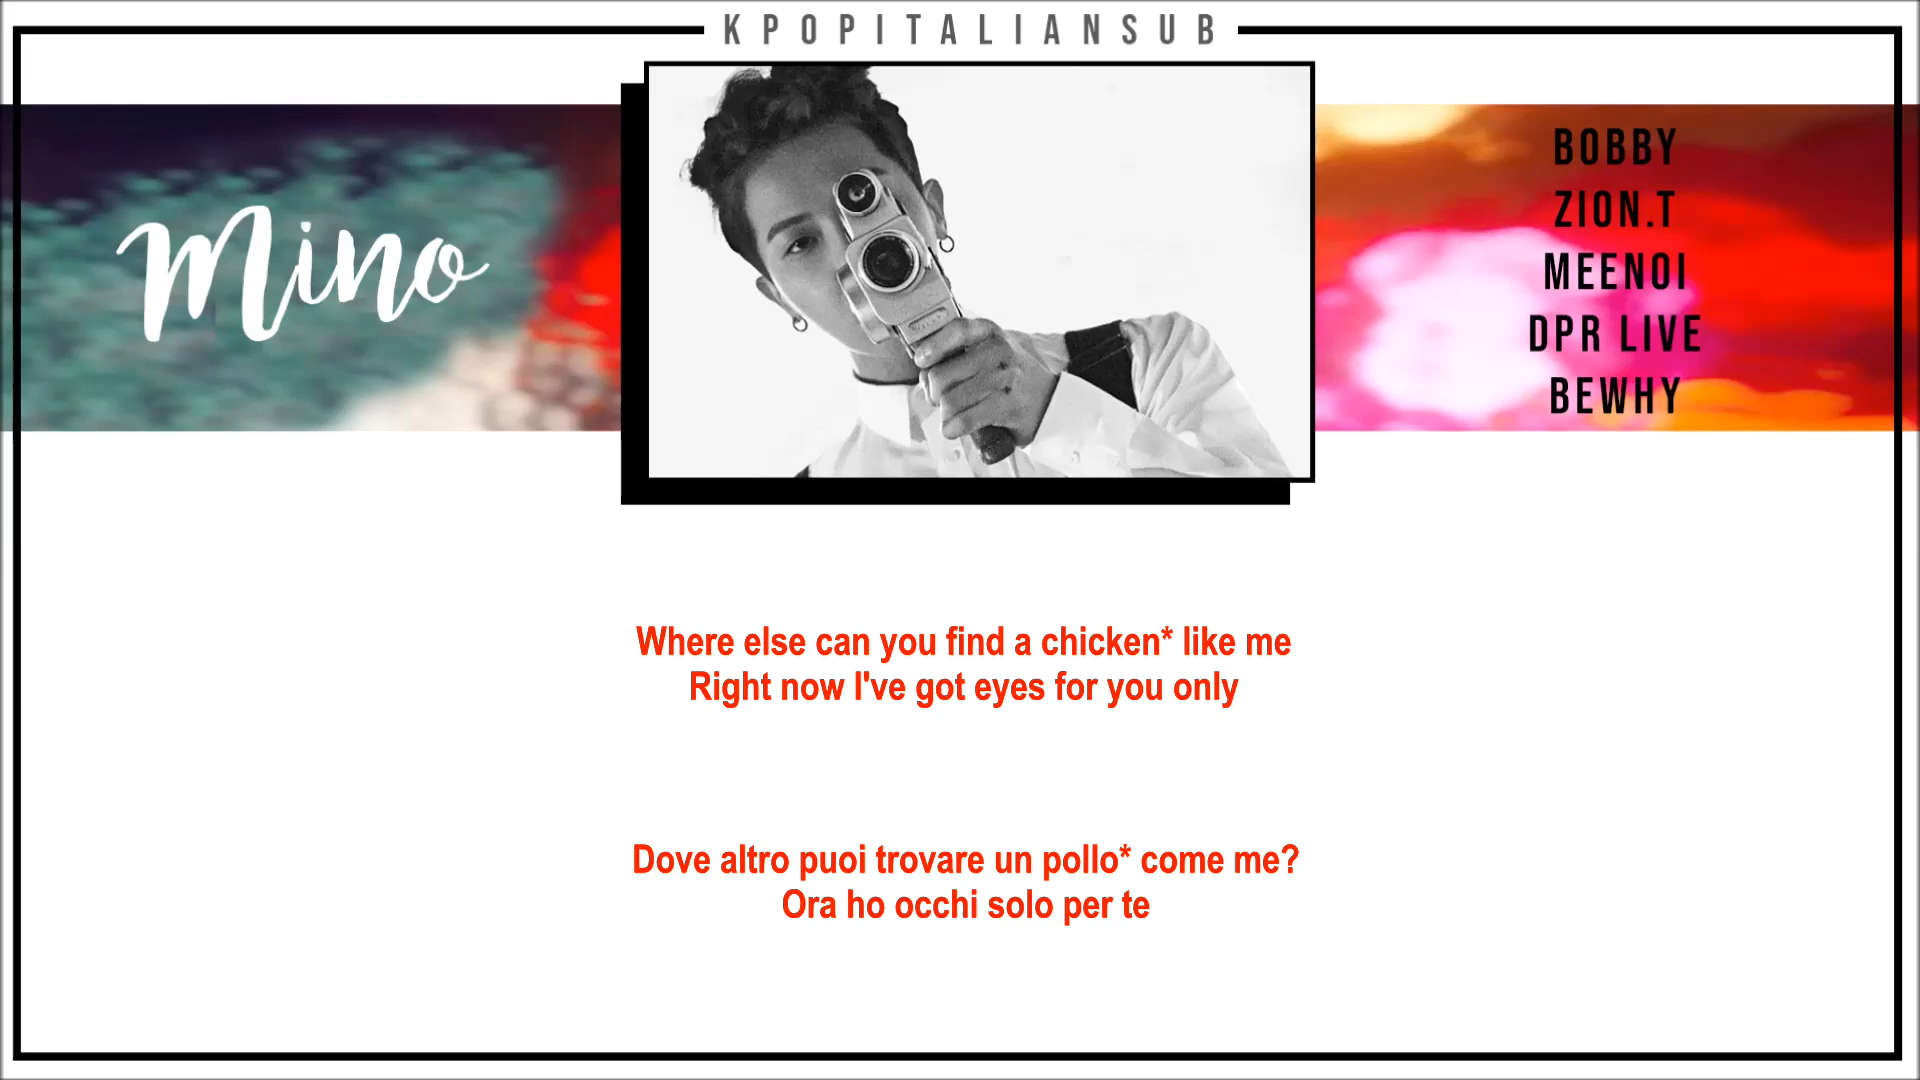 KPOPITALIANSUB
Mino
BOBBY
ZION.T
MEENOI
DPR LIVE
BEWHY
Where else can you find a chicken* like me
Right now I've got eyes for you only
Dove altro puoi trovare un pollo* come me?
Ora ho occhi solo per te